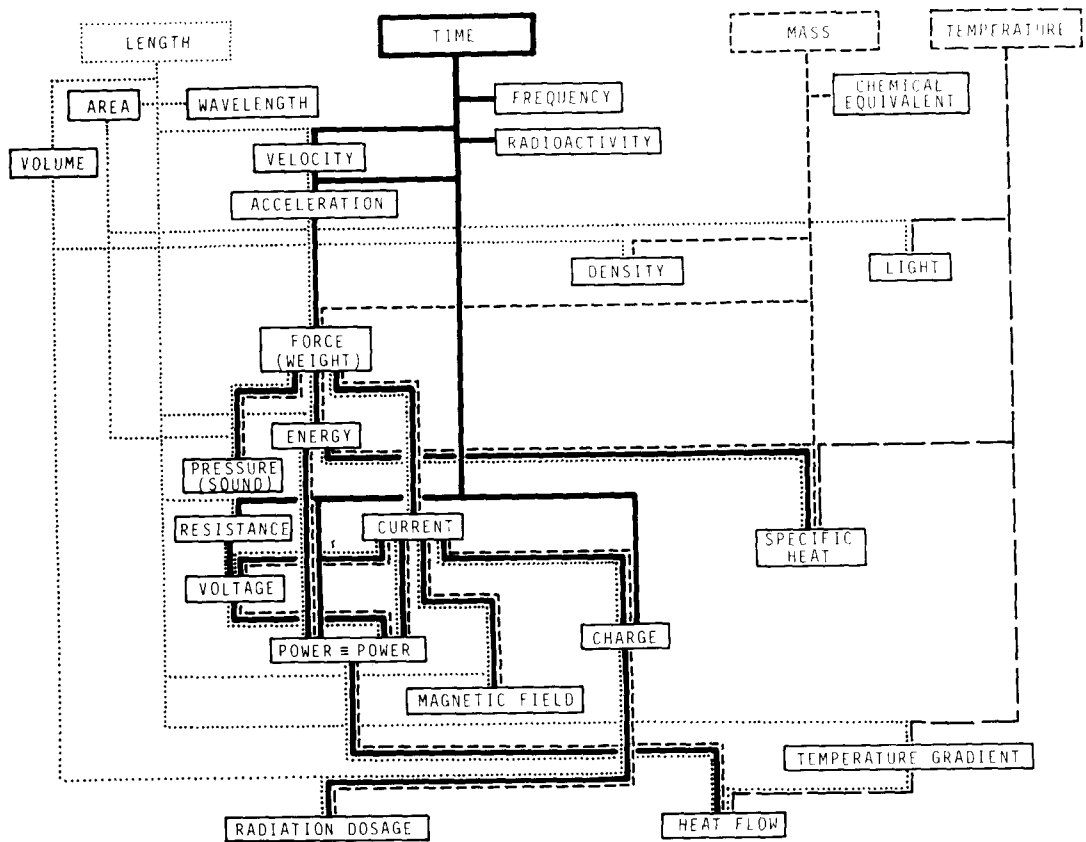 LENGTH
TIME
MASS
TEMPERATURE
AREA
WAVELENGTH
FREQUENCY
CHEMICAL
EQUIVALENT
VOLUME
VELOCITY
RADIOACTIVITY
ACCELERATION
DENSITY
LIGHT
FORCE
(WEIGHT)
ENERGY
PRESSURE
(SOUND)
RESISTANCE
CURRENT
SPECIFIC
HEAT
VOLTAGE
CHARGE
POWER ≡ POWER
MAGNETIC FIELD
TEMPERATURE GRADIENT
RADIATION DOSAGE
HEAT FLOW